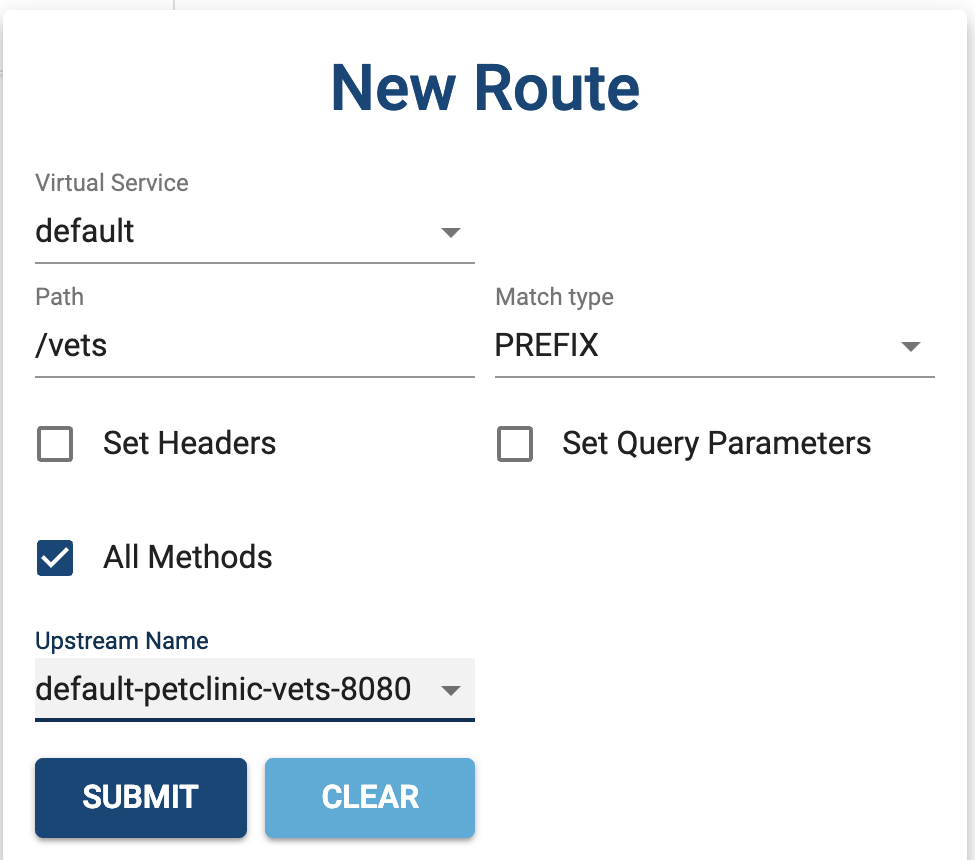 New Route
Virtual Service
default
Path
Match type
/vets
PREFIX
Set Headers
Set Query Parameters
All Methods
Upstream Name
default-petclinic-vets-8080
SUBMIT
CLEAR